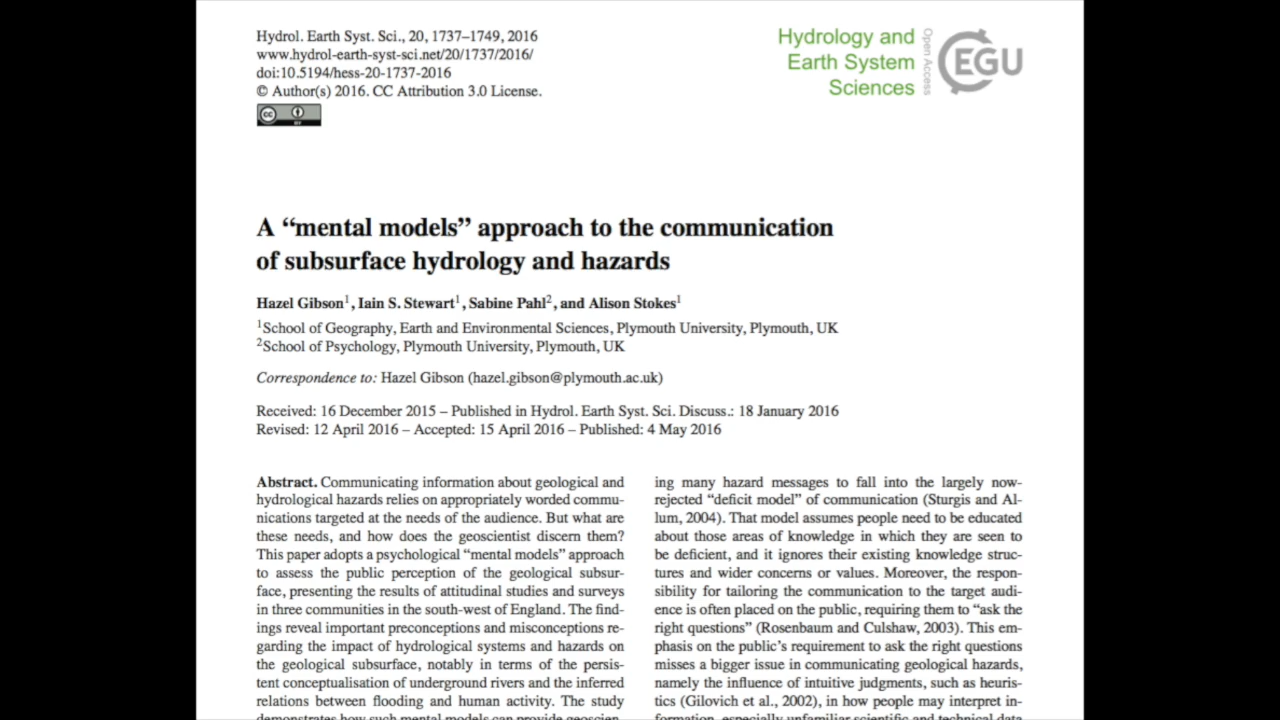 Hydrol. Earth Syst. Sci., 20, 1737–1749, 2016
www.hydrol-earth-syst-sci.net/20/1737/2016/
doi:10.5194/hess-20-1737-2016
© Author(s) 2016. CC Attribution 3.0 License.
cc
BY
Hydrology and
Earth System
Sciences
Open Access
EGU
A “mental models” approach to the communication
of subsurface hydrology and hazards
Hazel Gibson1, Iain S. Stewart1, Sabine Pahl2, and Alison Stokes1
1School of Geography, Earth and Environmental Sciences, Plymouth University, Plymouth, UK
2School of Psychology, Plymouth University, Plymouth, UK
Correspondence to: Hazel Gibson (hazel.gibson@plymouth.ac.uk)
Received: 16 December 2015 – Published in Hydrol. Earth Syst. Sci. Discuss.: 18 January 2016
Revised: 12 April 2016 – Accepted: 15 April 2016 – Published: 4 May 2016
Abstract. Communicating information about geological and
hydrological hazards relies on appropriately worded commu-
nications targeted at the needs of the audience. But what are
these needs, and how does the geoscientist discern them?
This paper adopts a psychological “mental models” approach
to assess the public perception of the geological subsur-
face, presenting the results of attitudinal studies and surveys
in three communities in the south-west of England. The find-
ings reveal important preconceptions and misconceptions re-
garding the impact of hydrological systems and hazards on
the geological subsurface, notably in terms of the persis-
tent conceptualisation of underground rivers and the inferred
relations between flooding and human activity. The study
demonstrates how such mental models can provide geoscien-
ing many hazard messages to fall into the largely now-
rejected “deficit model” of communication (Sturgis and Al-
lum, 2004). That model assumes people need to be educated
about those areas of knowledge in which they are seen to
be deficient, and it ignores their existing knowledge struc-
tures and wider concerns or values. Moreover, the respon-
sibility for tailoring the communication to the target audi-
ence is often placed on the public, requiring them to “ask the
right questions” (Rosenbaum and Culshaw, 2003). This em-
phasis on the public’s requirement to ask the right questions
misses a bigger issue in communicating geological hazards,
namely the influence of intuitive judgments, such as heuris-
tics (Gilovich et al., 2002), in how people may interpret in-
formation, especially unfamiliar scientific and technical data